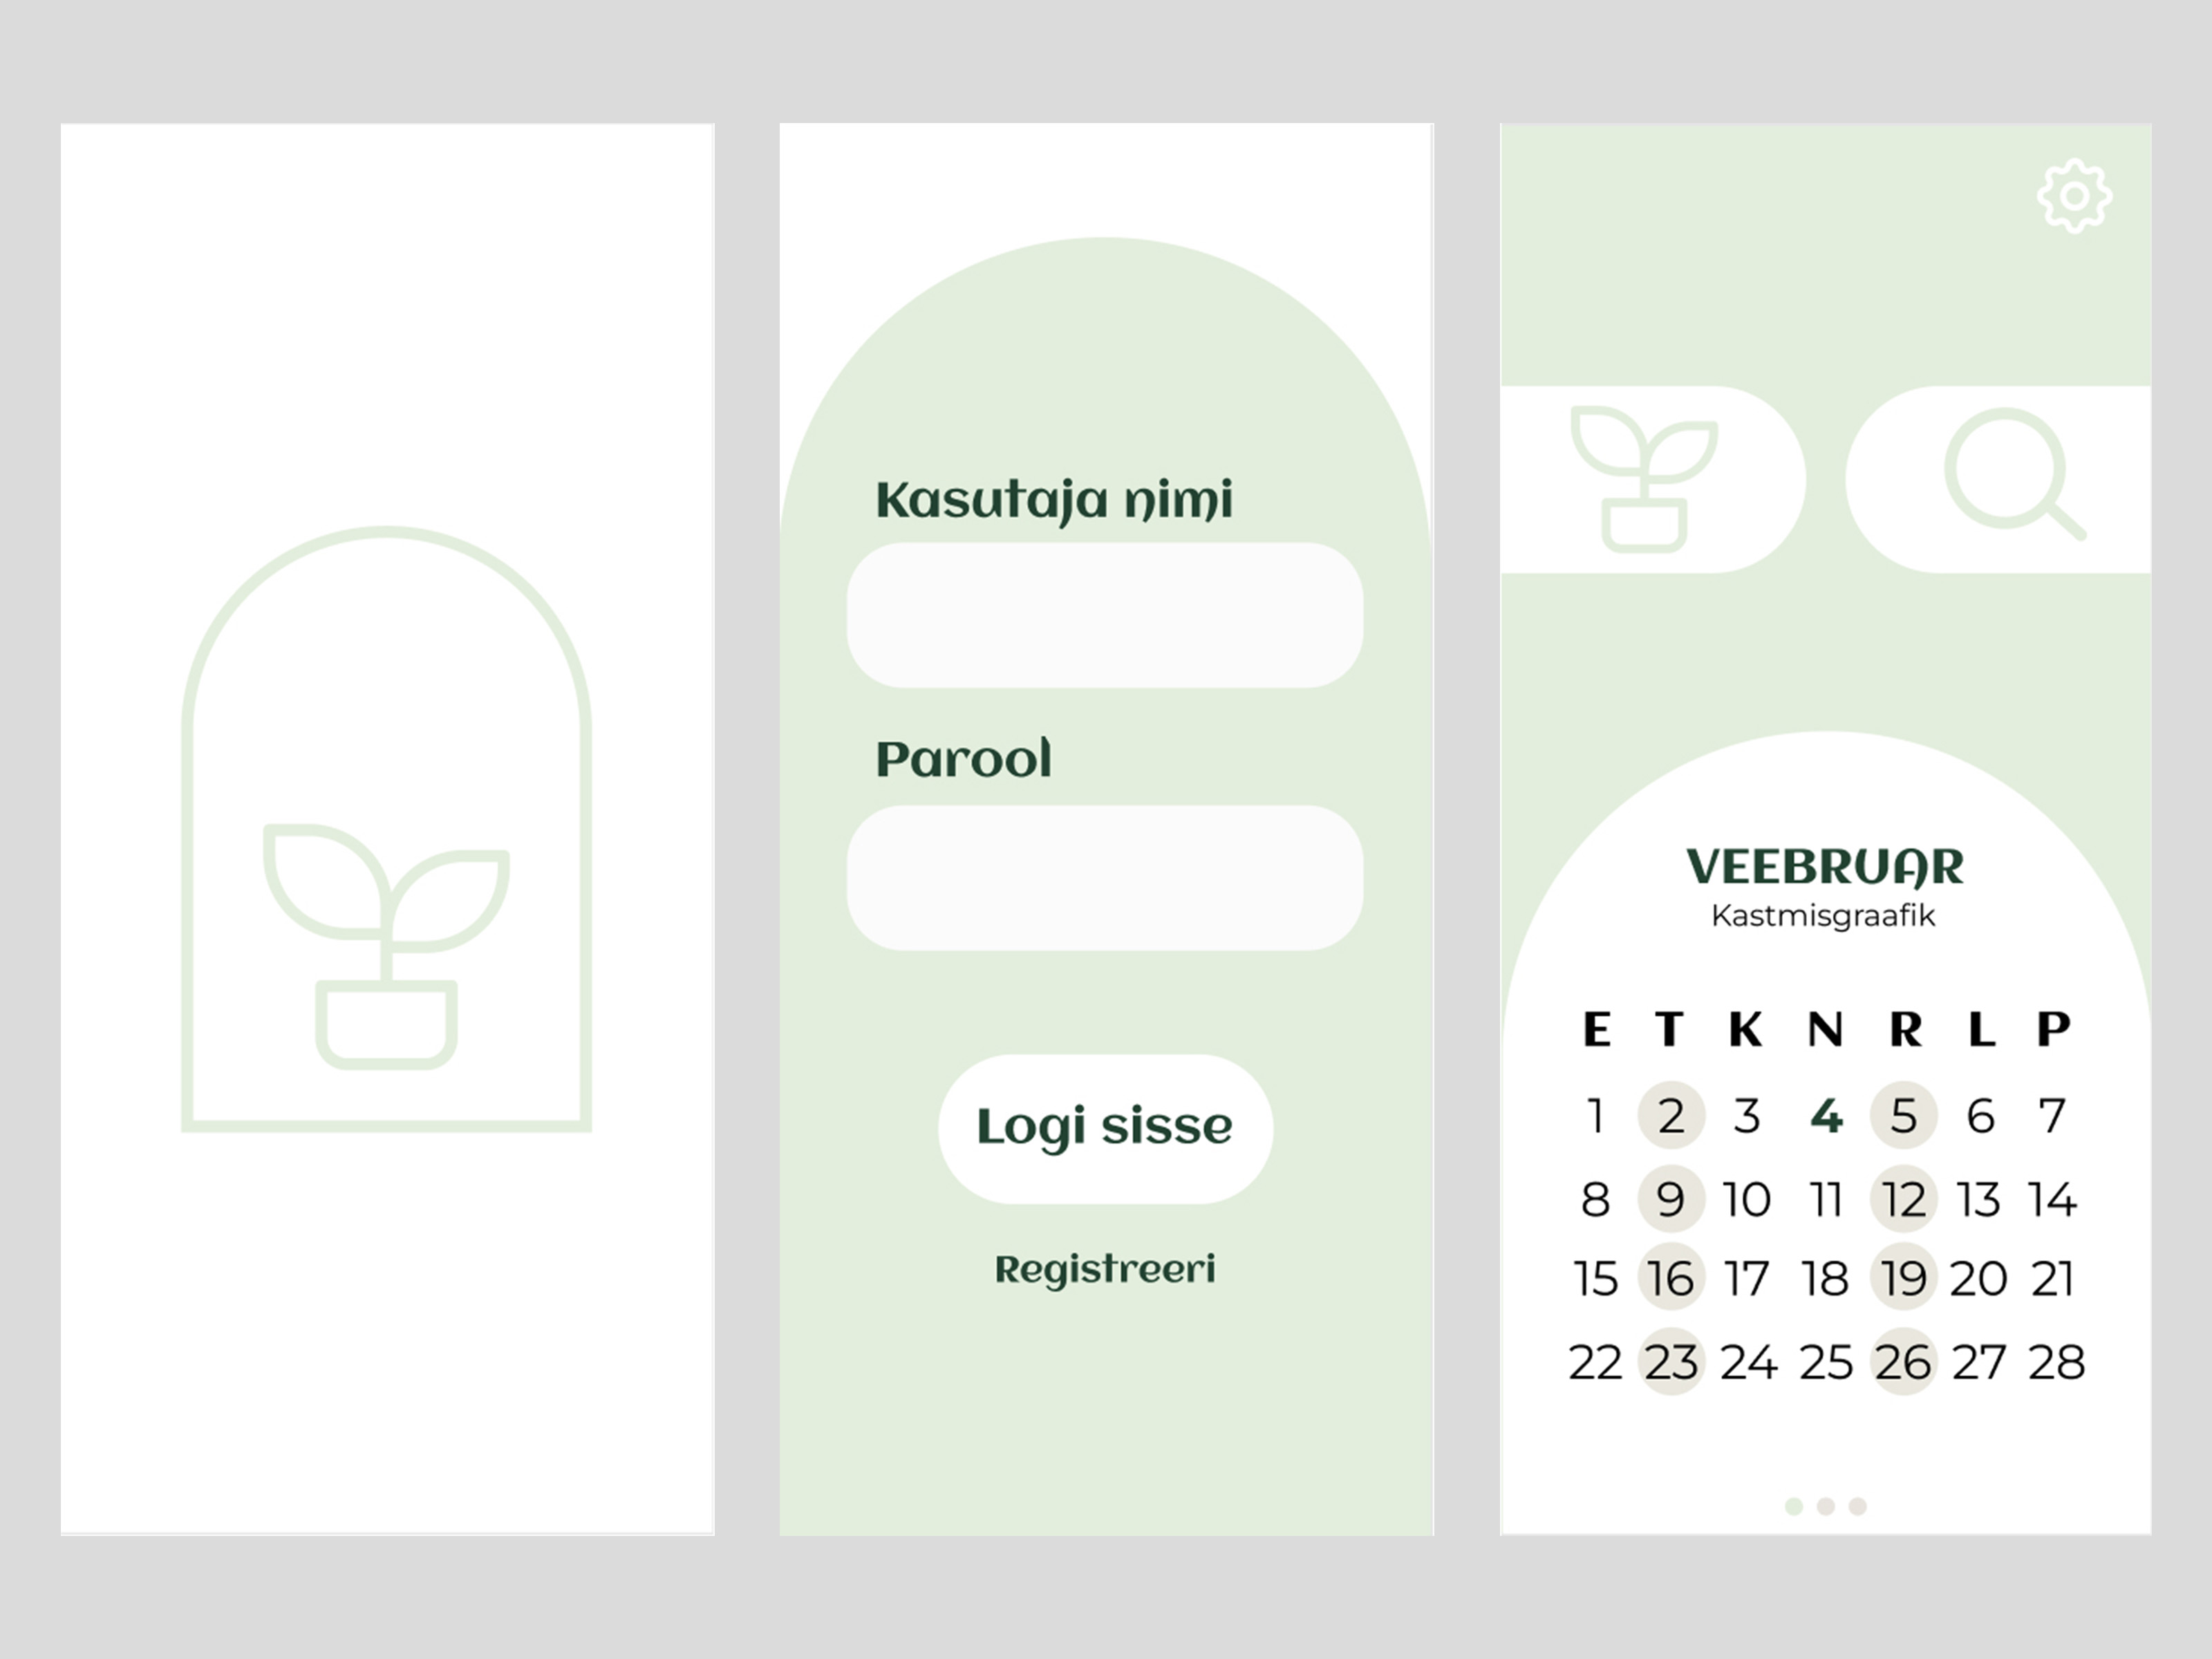 Kasutaja nimi
Parool
Logi sisse
Registreeri
VEEBRUAR
Kastmisgraafik
E T K N R L P
1 2 3 4 5 6 7
8 9 10 11 12 13 14
15 16 17 18 19 20 21
22 23 24 25 26 27 28